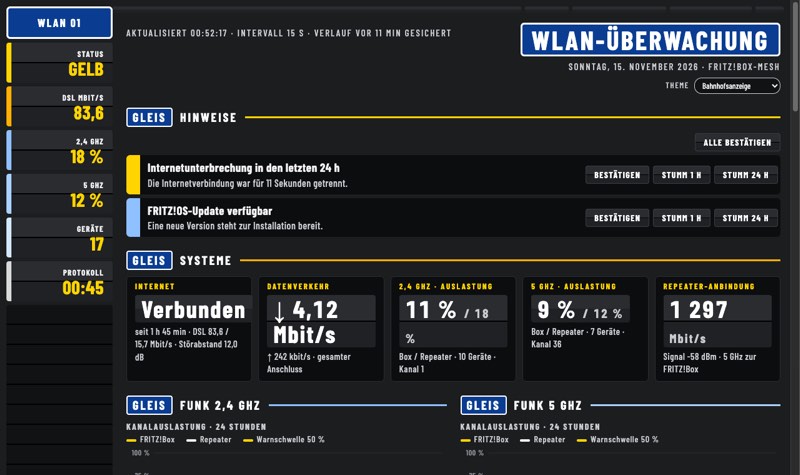 WLAN 01
STATUS
GELB
DSL MBIT/S
83,6
2,4 GHZ
18 %
5 GHZ
12 %
GERÄTE
17
PROTOKOLL
00:45
AKTUALISIERT 00:52:17 · INTERVALL 15 S · VERLAUF VOR 11 MIN GESICHERT
WLAN-ÜBERWACHUNG
SONNTAG, 15. NOVEMBER 2026 · FRITZ!BOX-MESH
THEME Bahnhofsanzeige
GLEIS HINWEISE
ALLE BESTÄTIGEN
Internetunterbrechung in den letzten 24 h
Die Internetverbindung war für 11 Sekunden getrennt.
BESTÄTIGEN STUMM 1 H STUMM 24 H
FRITZ!OS-Update verfügbar
Eine neue Version steht zur Installation bereit.
BESTÄTIGEN STUMM 1 H STUMM 24 H
GLEIS SYSTEME
INTERNET
Verbunden
seit 1 h 45 min · DSL 83,6 /
15,7 Mbit/s · Störabstand 12,0
dB
DATENVERKEHR
↓ 4,12
Mbit/s
↑ 242 kbit/s · gesamter
Anschluss
2,4 GHZ · AUSLASTUNG
11 % / 18
%
Box / Repeater · 10 Geräte ·
Kanal 1
5 GHZ · AUSLASTUNG
9 % / 12 %
Box / Repeater · 7 Geräte ·
Kanal 36
REPEATER-ANBINDUNG
1 297
Mbit/s
Signal -58 dBm · 5 GHz zur
FRITZ!Box
GLEIS FUNK 2,4 GHZ
KANALAUSLASTUNG · 24 STUNDEN
FRITZ!Box Repeater Warnschwelle 50 %
100 %
GLEIS FUNK 5 GHZ
KANALAUSLASTUNG · 24 STUNDEN
FRITZ!Box Repeater Warnschwelle 50 %
100 %